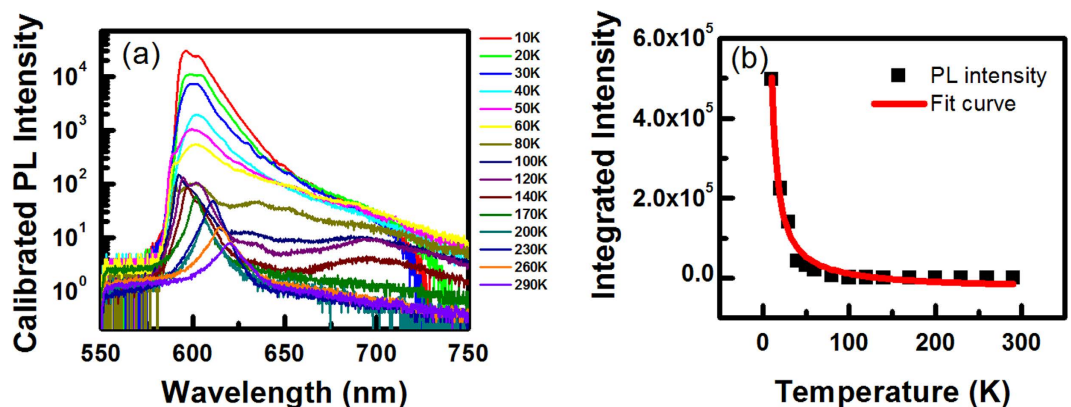 (a)
Calibrated PL Intensity
10⁴
10³
10²
10¹
10⁰
550 600 650 700 750
Wavelength (nm)
10K
20K
30K
40K
50K
60K
80K
100K
120K
140K
170K
200K
230K
260K
290K
(b)
Integrated Intensity
6.0x10⁵
4.0x10⁵
2.0x10⁵
0.0
0 100 200 300
Temperature (K)
PL intensity
Fit curve